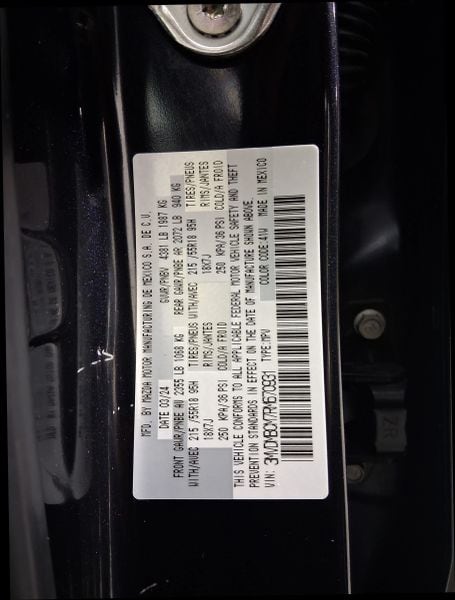 MFD. BY MAZDA MOTOR MANUFACTURING DE MEXICO S.A. DE C.V.
DATE 03/24 GVWR/PNBV 4381 LB 1987 KG
FRONT GAWR/PNBE AV 2355 LB 1068 KG REAR GAWR/PNBE AR 2072 LB 940 KG
WITH/AVEC 215 /55R18 95H TIRES/PNEUS WITH/AVEC 215 /55R18 95H TIRES/PNEUS
18X7J RIMS/JANTES 18X7J RIMS/JANTES
250 KPA/36 PSI COLD/A FROID 250 KPA/36 PSI COLD/A FROID
THIS VEHICLE CONFORMS TO ALL APPLICABLE FEDERAL MOTOR VEHICLE SAFETY AND THEFT
PREVENTION STANDARDS IN EFFECT ON THE DATE OF MANUFACTURE SHOWN ABOVE.
VIN: TYPE:MPV COLOR CODE:41W MADE IN MEXICO
ZR